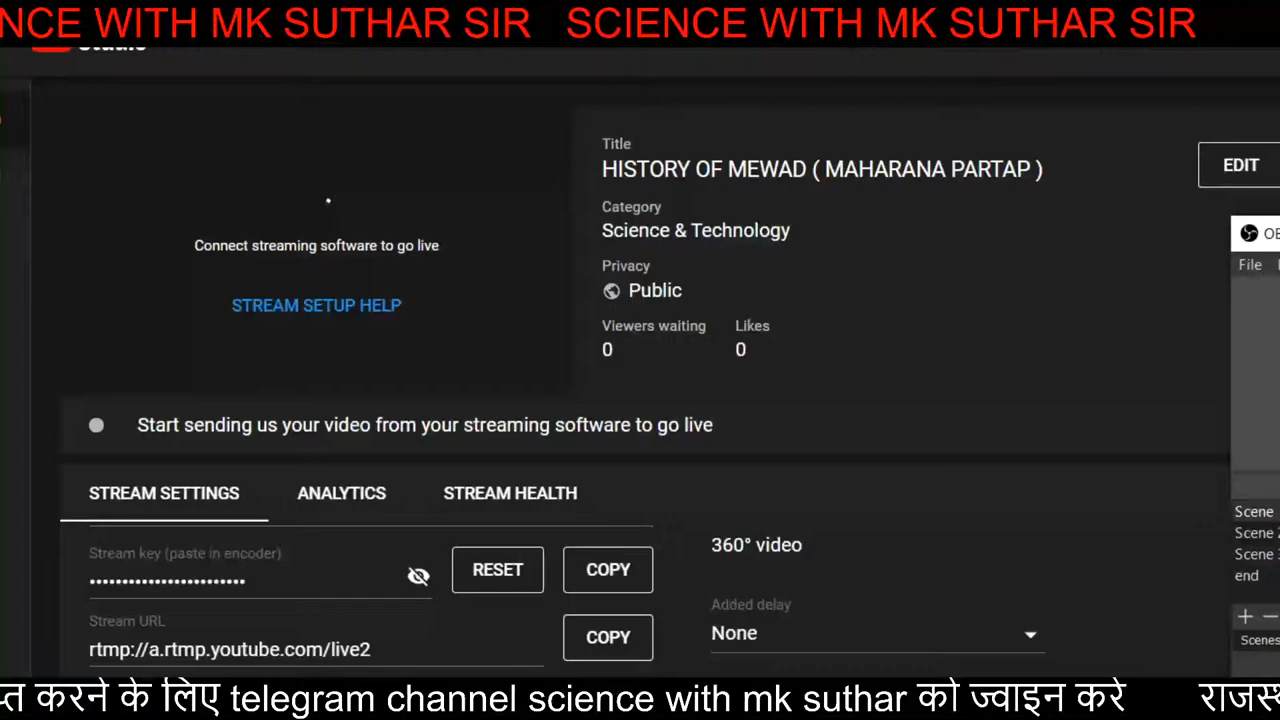 NCE WITH MK SUTHAR SIR SCIENCE WITH MK SUTHAR SIR
Title
HISTORY OF MEWAD ( MAHARANA PARTAP )
EDIT
Category
Science & Technology
Connect streaming software to go live
Privacy
Public
STREAM SETUP HELP
Viewers waiting Likes
0 0
File
Start sending us your video from your streaming software to go live
STREAM SETTINGS ANALYTICS STREAM HEALTH
Scene
Scene
Scene
end
Stream key (paste in encoder)
••••••••••••••••••••••••
RESET COPY
360° video
Added delay
None
Stream URL
rtmp://a.rtmp.youtube.com/live2
COPY
Scenes
करने के लिए telegram channel science with mk suthar को ज्वाइन करे